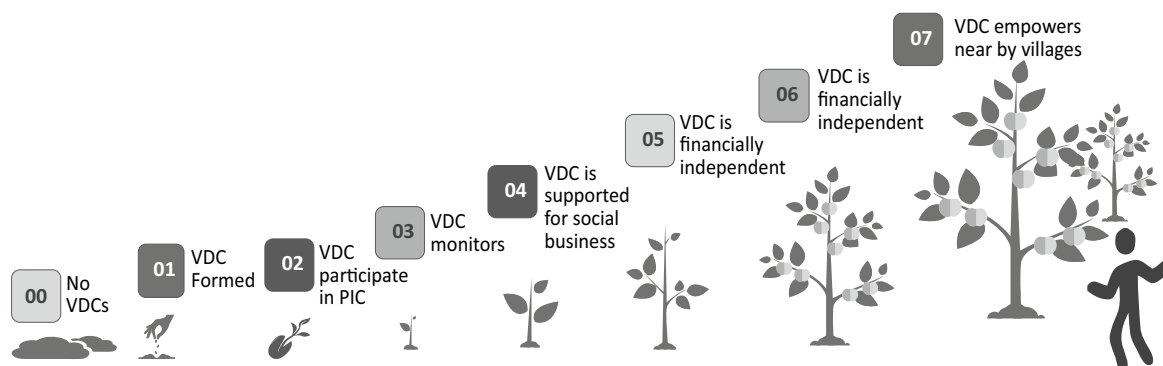 00
No
VDCs
01
VDC
Formed
02
VDC
participate
in PIC
03
VDC
monitors
04
VDC is
supported
for social
business
05
VDC is
financially
independent
06
VDC is
financially
independent
07
VDC empowers
near by villages